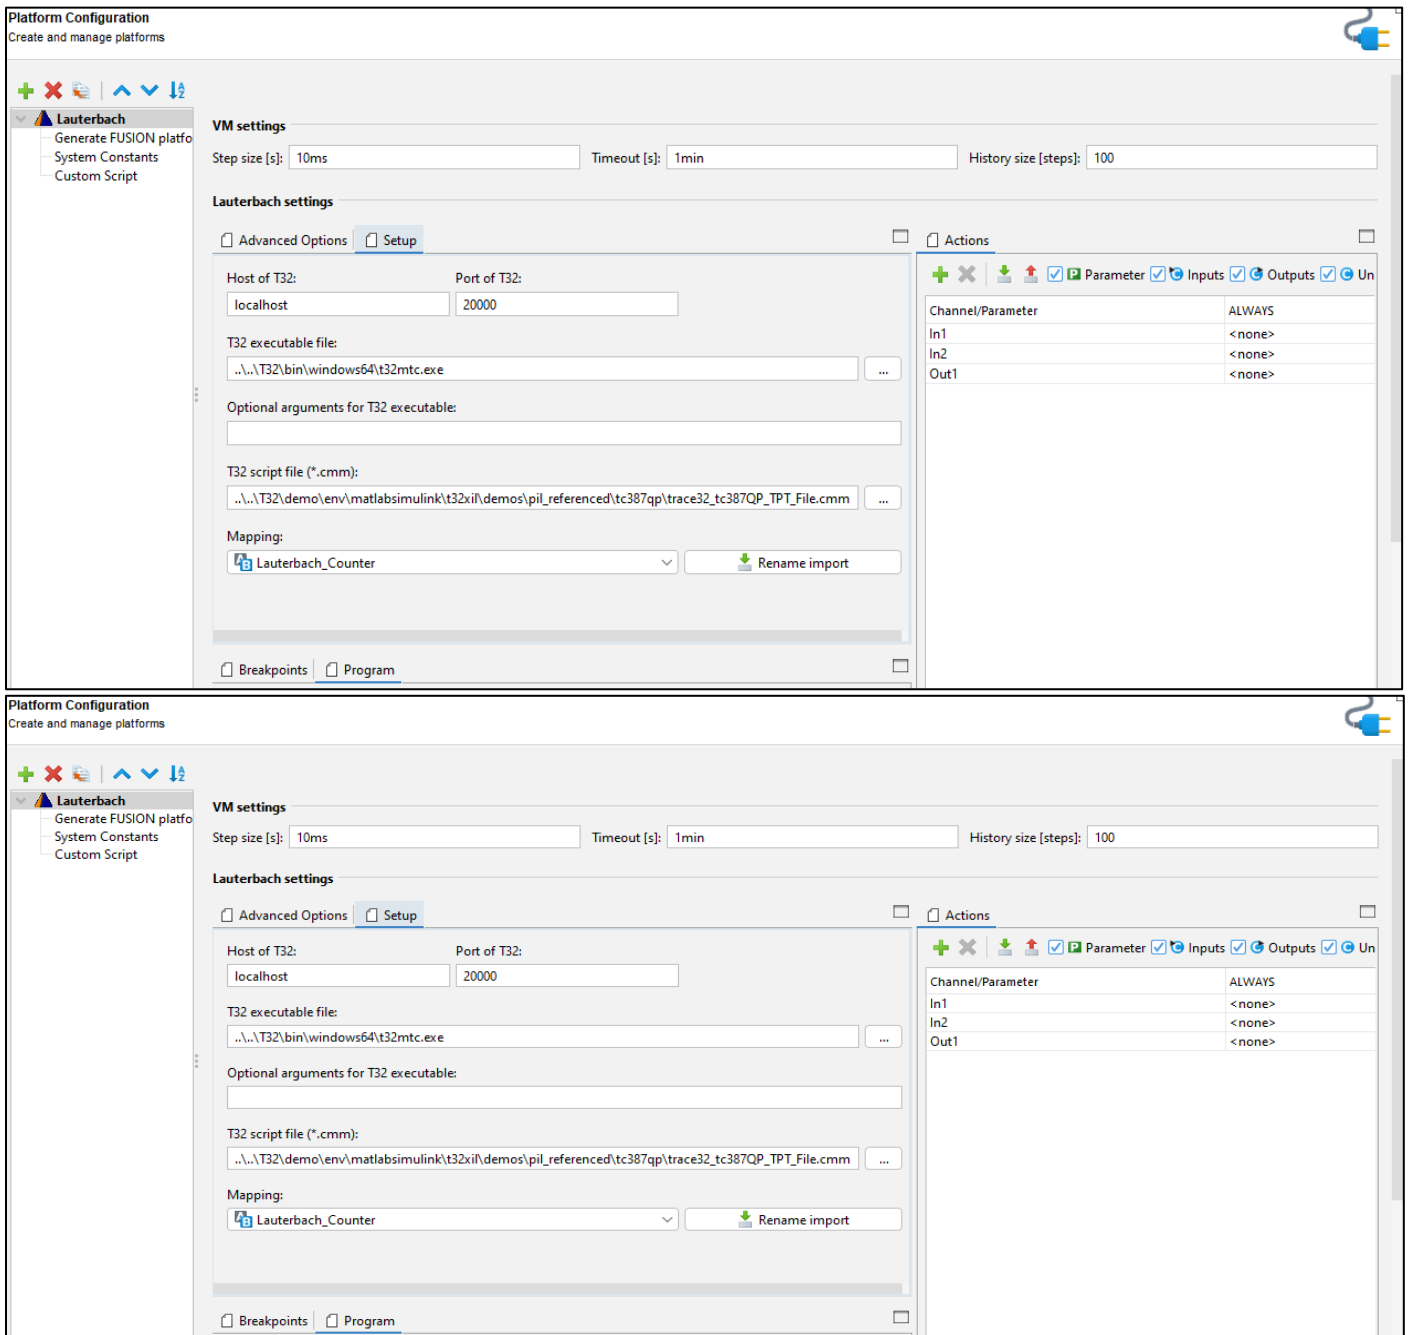 Platform Configuration
Create and manage platforms
Lauterbach
Generate FUSION platfo
System Constants
Custom Script
VM settings
Step size [s]: 10ms Timeout [s]: 1min History size [steps]: 100
Lauterbach settings
Advanced Options Setup
Host of T32: Port of T32:
localhost 20000
T32 executable file:
..\..\T32\bin\windows64\t32mtc.exe ...
Optional arguments for T32 executable:
T32 script file (*.cmm):
..\..\T32\demo\env\matlabsimulink\t32xil\demos\pil_referenced\tc387qp\trace32_tc387QP_TPT_File.cmm ...
Mapping:
Lauterbach_Counter Rename import
Breakpoints Program
Actions
Parameter Inputs Outputs Un
Channel/Parameter ALWAYS
In1 <none>
In2 <none>
Out1 <none>
Platform Configuration
Create and manage platforms
Lauterbach
Generate FUSION platfo
System Constants
Custom Script
VM settings
Step size [s]: 10ms Timeout [s]: 1min History size [steps]: 100
Lauterbach settings
Advanced Options Setup
Host of T32: Port of T32:
localhost 20000
T32 executable file:
..\..\T32\bin\windows64\t32mtc.exe ...
Optional arguments for T32 executable:
T32 script file (*.cmm):
..\..\T32\demo\env\matlabsimulink\t32xil\demos\pil_referenced\tc387qp\trace32_tc387QP_TPT_File.cmm ...
Mapping:
Lauterbach_Counter Rename import
Breakpoints Program
Actions
Parameter Inputs Outputs Un
Channel/Parameter ALWAYS
In1 <none>
In2 <none>
Out1 <none>